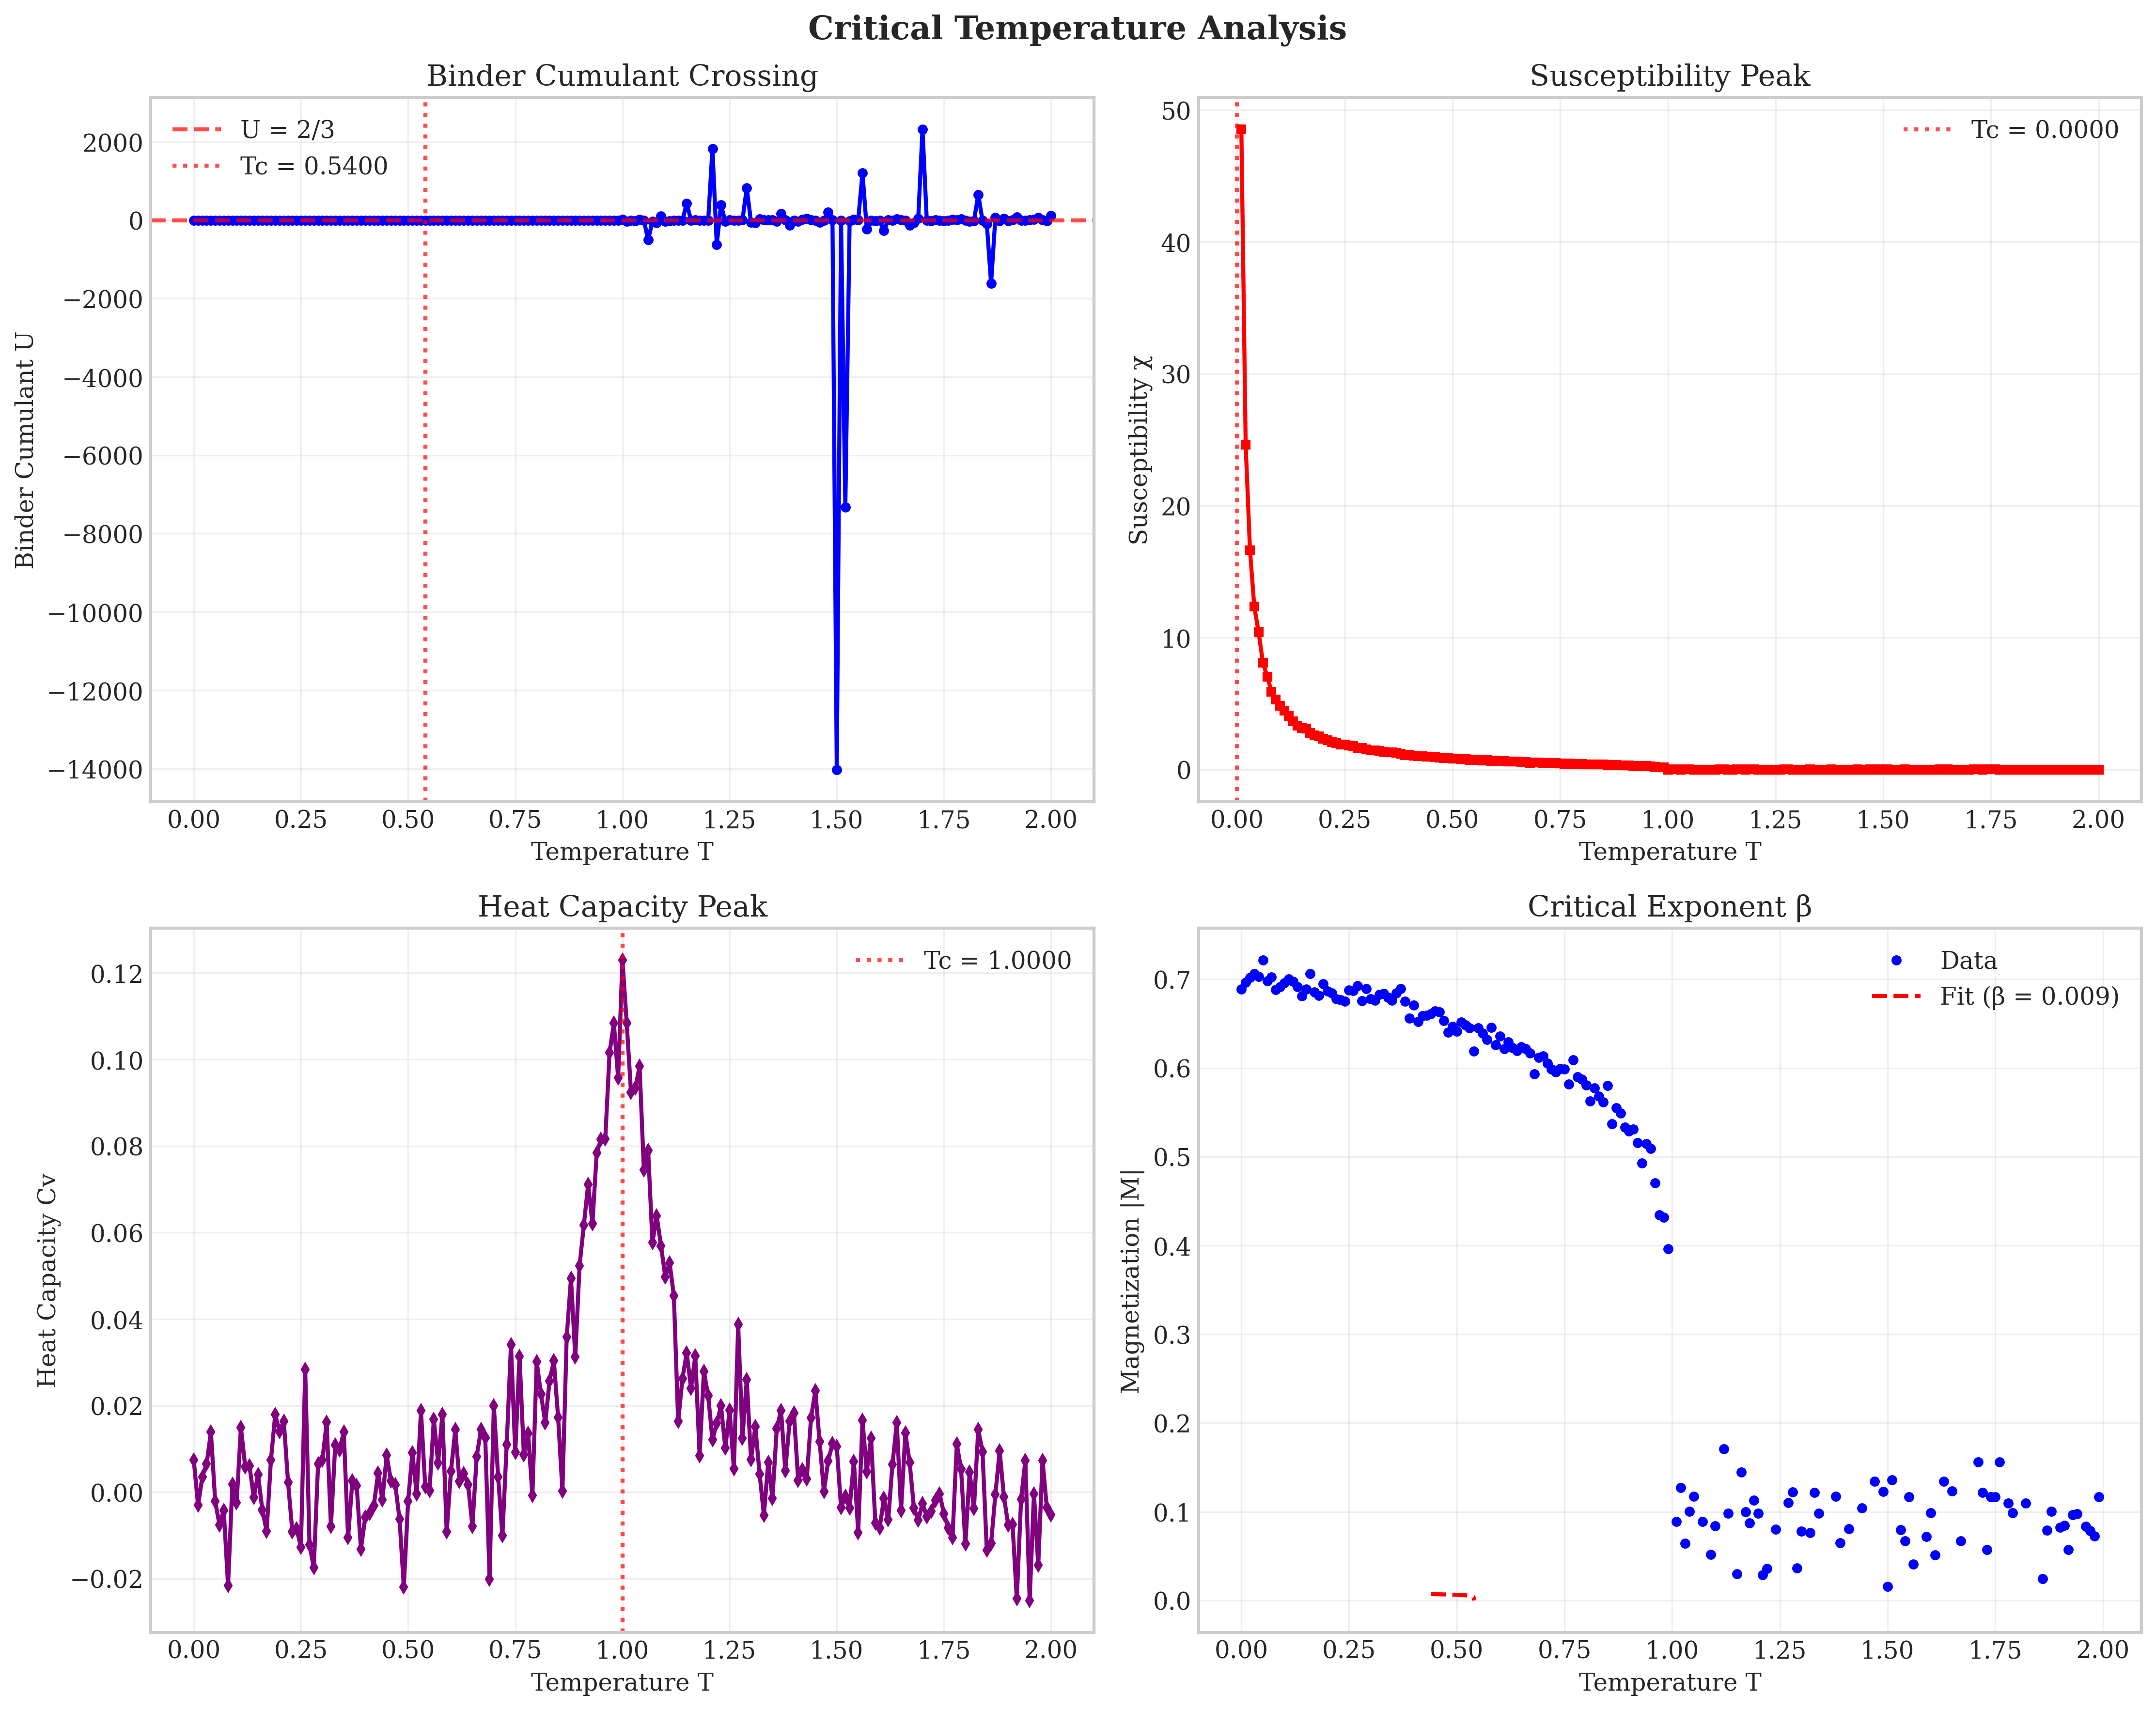 Critical Temperature Analysis
Binder Cumulant Crossing
U = 2/3
Tc = 0.5400
2000
0
−2000
−4000
−6000
−8000
−10000
−12000
−14000
Binder Cumulant U
0.00 0.25 0.50 0.75 1.00 1.25 1.50 1.75 2.00
Temperature T
Susceptibility Peak
Tc = 0.0000
50
40
30
20
10
0
Susceptibility χ
0.00 0.25 0.50 0.75 1.00 1.25 1.50 1.75 2.00
Temperature T
Heat Capacity Peak
Tc = 1.0000
0.12
0.10
0.08
0.06
0.04
0.02
0.00
−0.02
Heat Capacity Cv
0.00 0.25 0.50 0.75 1.00 1.25 1.50 1.75 2.00
Temperature T
Critical Exponent β
Data
Fit (β = 0.009)
0.7
0.6
0.5
0.4
0.3
0.2
0.1
0.0
Magnetization |M|
0.00 0.25 0.50 0.75 1.00 1.25 1.50 1.75 2.00
Temperature T